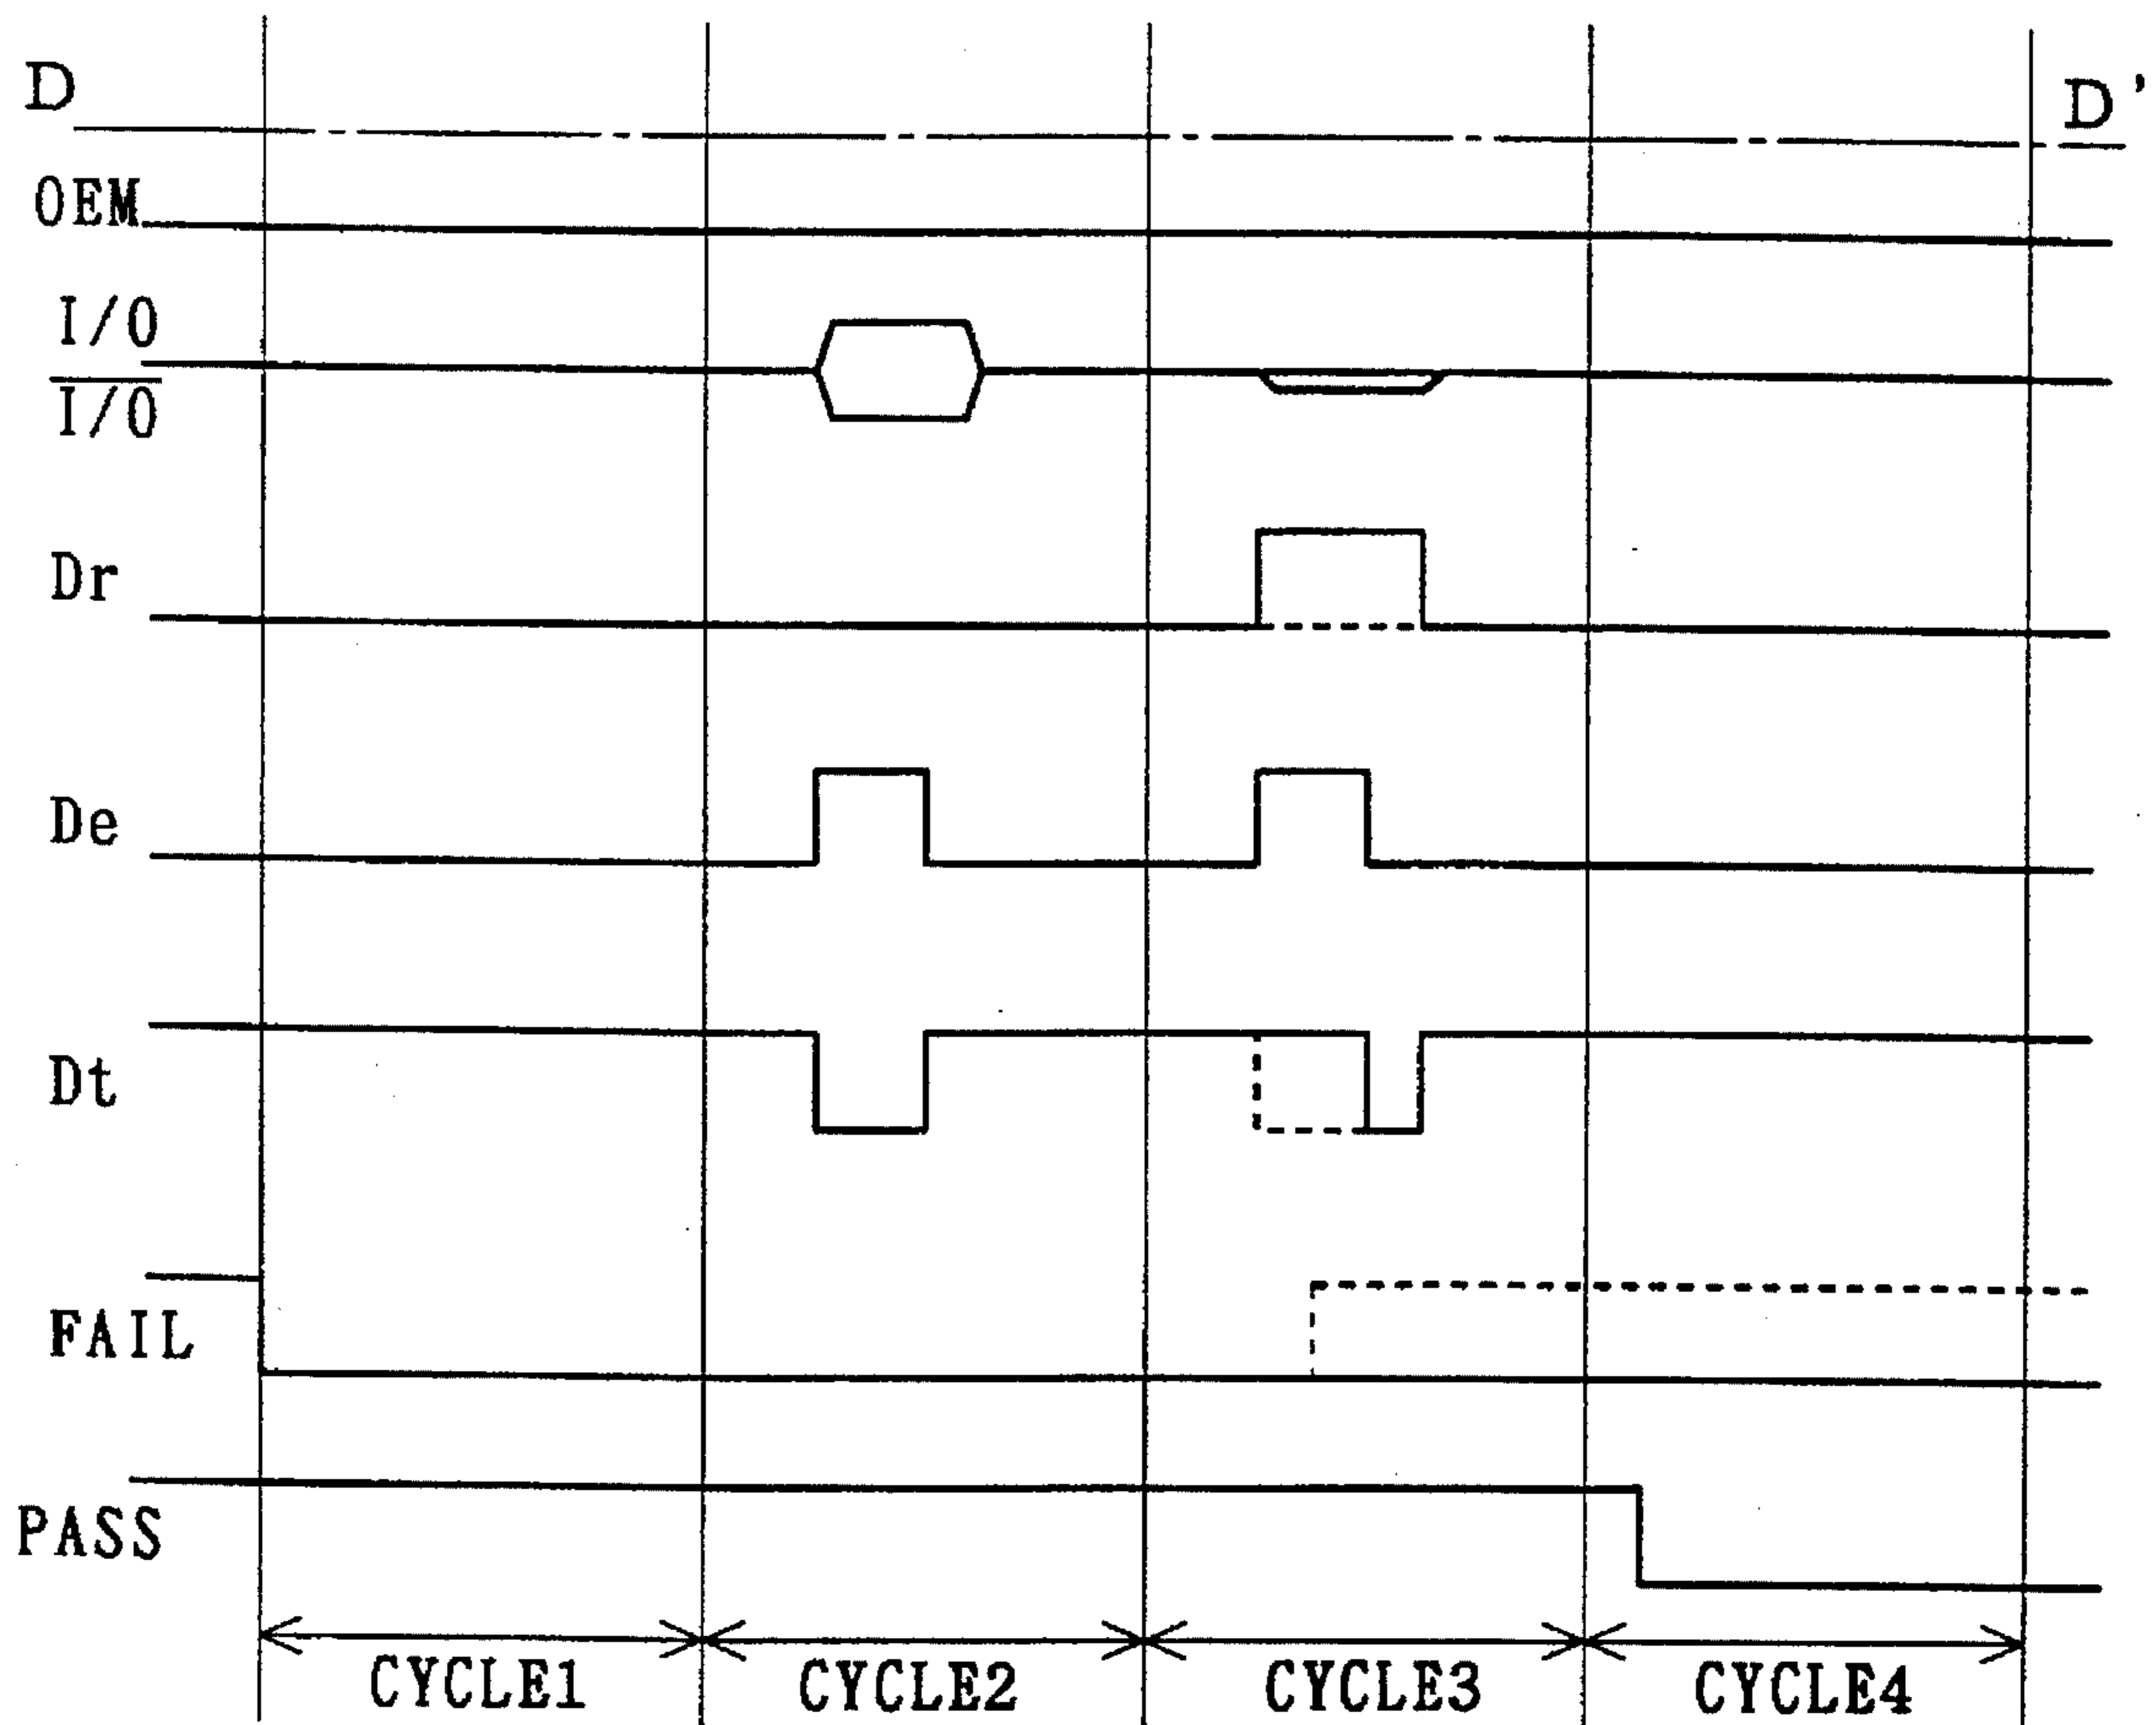 D D'
OEM
I/O
I/O
Dr
De
Dt
FAIL
PASS
CYCLE1 CYCLE2 CYCLE3 CYCLE4